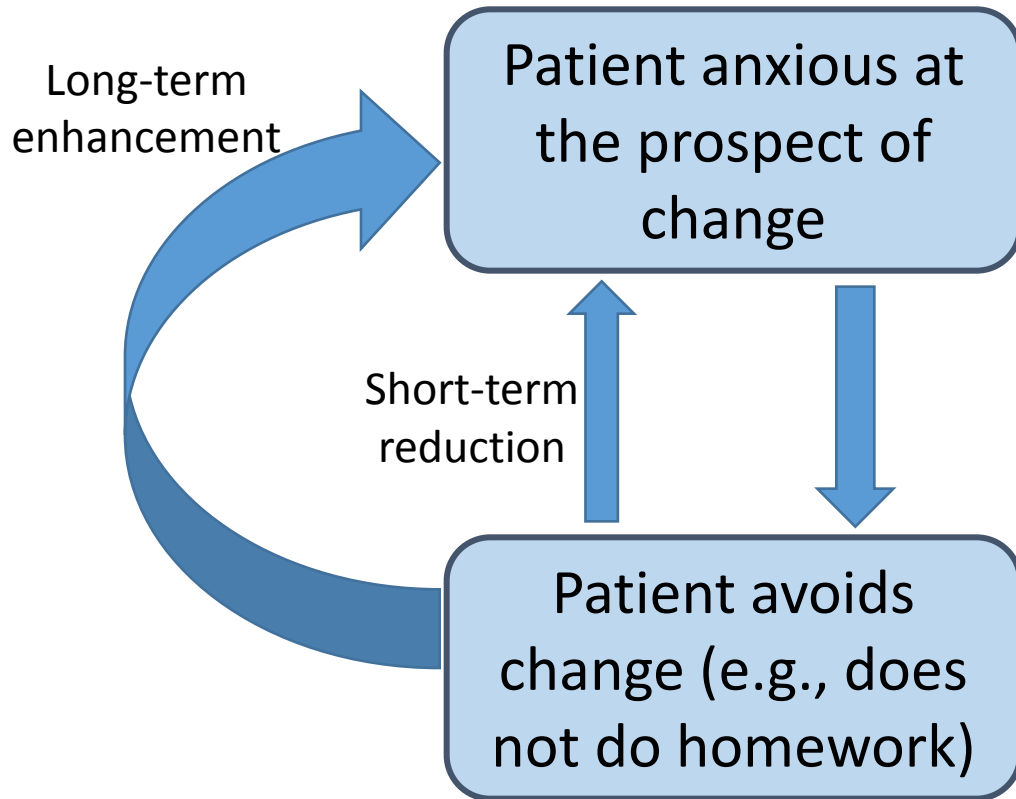 Long-term
enhancement
Patient anxious at
the prospect of
change
Short-term
reduction
Patient avoids
change (e.g., does
not do homework)